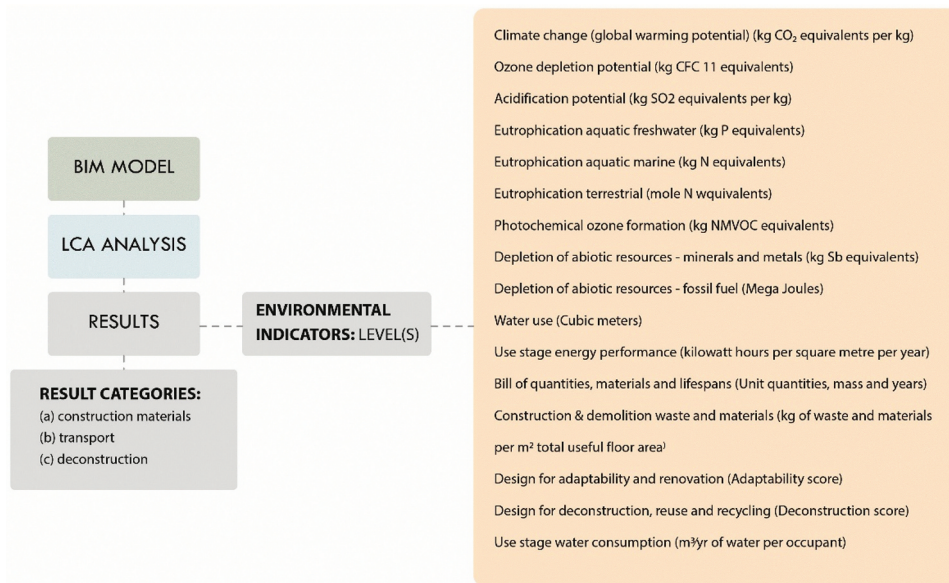 BIM MODEL
LCA ANALYSIS
RESULTS
RESULT CATEGORIES:
(a) construction materials
(b) transport
(c) deconstruction
ENVIRONMENTAL
INDICATORS: LEVEL(S)
Climate change (global warming potential) (kg CO₂ equivalents per kg)
Ozone depletion potential (kg CFC 11 equivalents)
Acidification potential (kg SO2 equivalents per kg)
Eutrophication aquatic freshwater (kg P equivalents)
Eutrophication aquatic marine (kg N equivalents)
Eutrophication terrestrial (mole N wquivalents)
Photochemical ozone formation (kg NMVOC equivalents)
Depletion of abiotic resources - minerals and metals (kg Sb equivalents)
Depletion of abiotic resources - fossil fuel (Mega Joules)
Water use (Cubic meters)
Use stage energy performance (kilowatt hours per square metre per year)
Bill of quantities, materials and lifespans (Unit quantities, mass and years)
Construction & demolition waste and materials (kg of waste and materials
per m² total useful floor area⁾
Design for adaptability and renovation (Adaptability score)
Design for deconstruction, reuse and recycling (Deconstruction score)
Use stage water consumption (m³/yr of water per occupant)